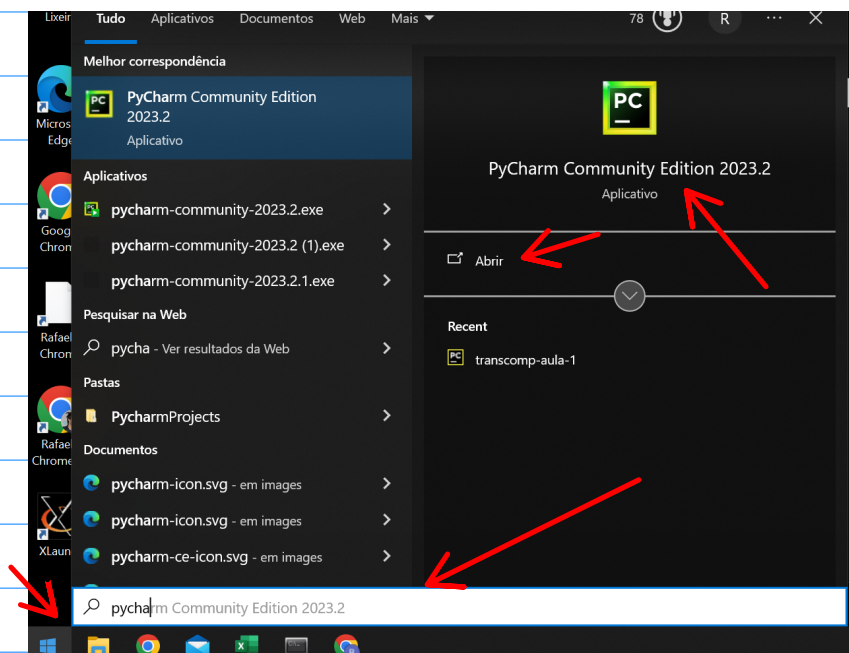 Lixeir
Tudo Aplicativos Documentos Web Mais 78 R ...
Melhor correspondência
PyCharm Community Edition
2023.2
Aplicativo
PC
PyCharm Community Edition 2023.2
Aplicativo
Micros
Edge
Aplicativos
pycharm-community-2023.2.exe
pycharm-community-2023.2 (1).exe
pycharm-community-2023.2.1.exe
Goog
Chron
Abrir
Pesquisar na Web
pycha - Ver resultados da Web
Recent
transcomp-aula-1
Rafael
Chrom
Pastas
PycharmProjects
Documentos
Rafae
Chrome
pycharm-icon.svg - em images
pycharm-icon.svg - em images
pycharm-ce-icon.svg - em images
XLaun
pycharm Community Edition 2023.2